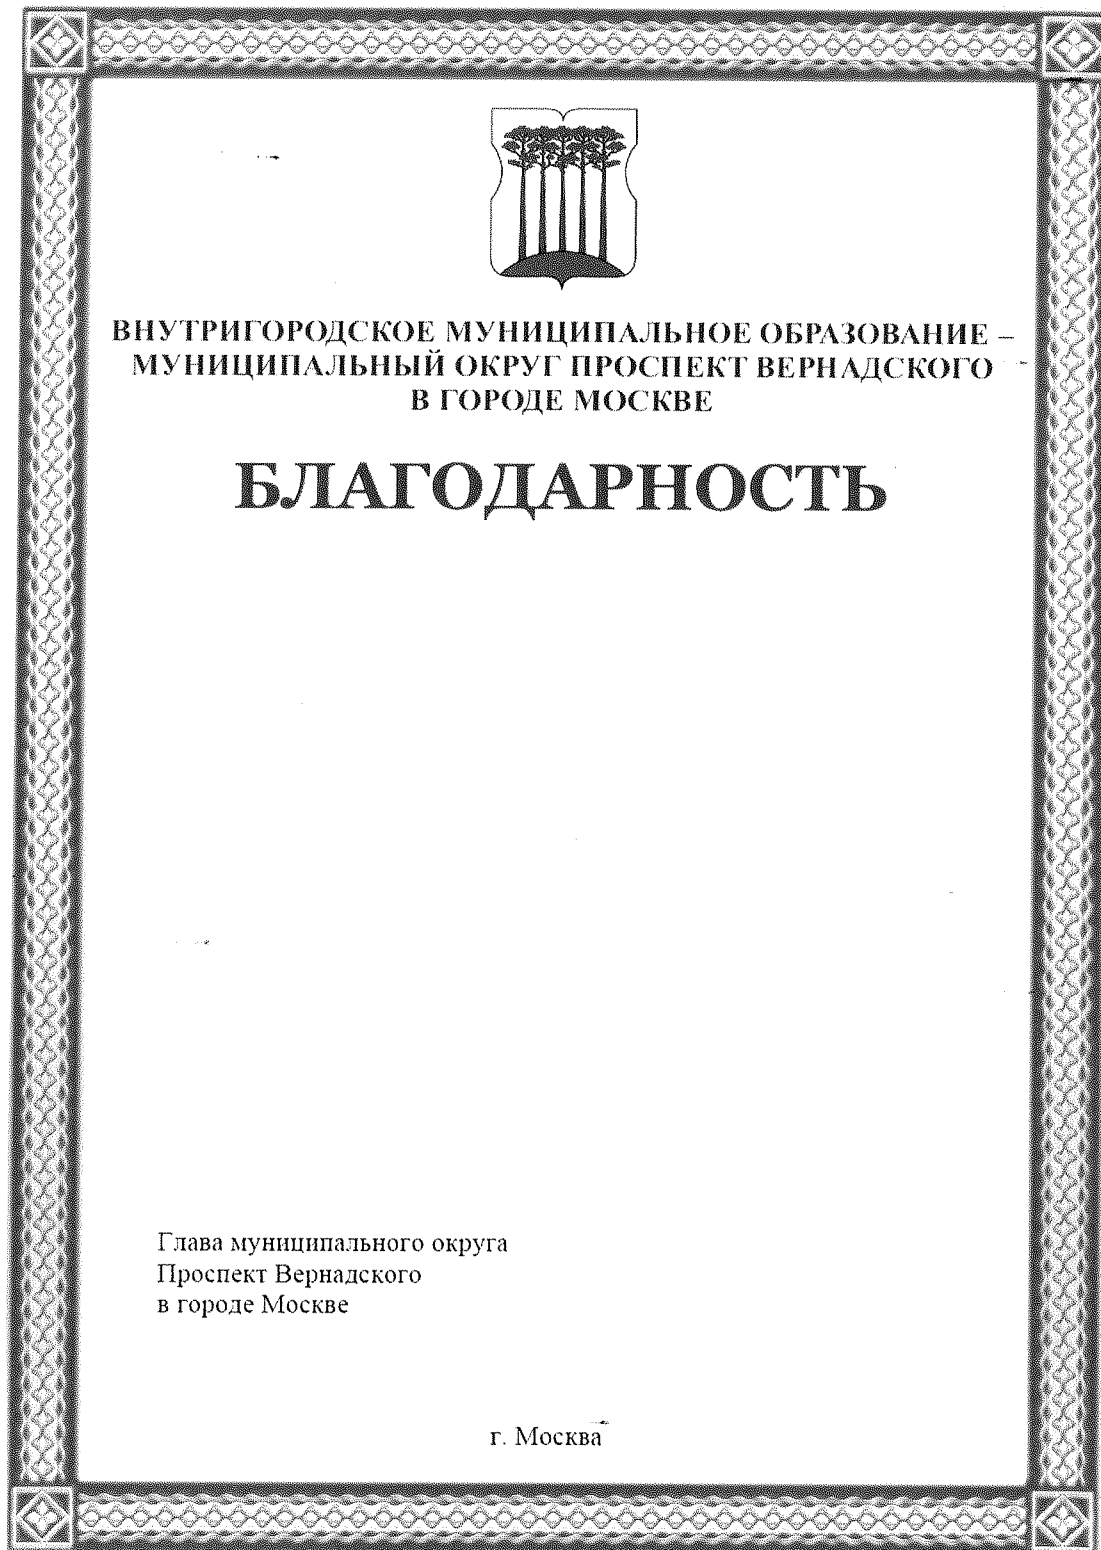 ВНУТРИГОРОДСКОЕ МУНИЦИПАЛЬНОЕ ОБРАЗОВАНИЕ –
МУНИЦИПАЛЬНЫЙ ОКРУГ ПРОСПЕКТ ВЕРНАДСКОГО
В ГОРОДЕ МОСКВЕ
БЛАГОДАРНОСТЬ
Глава муниципального округа
Проспект Вернадского
в городе Москве
г. Москва